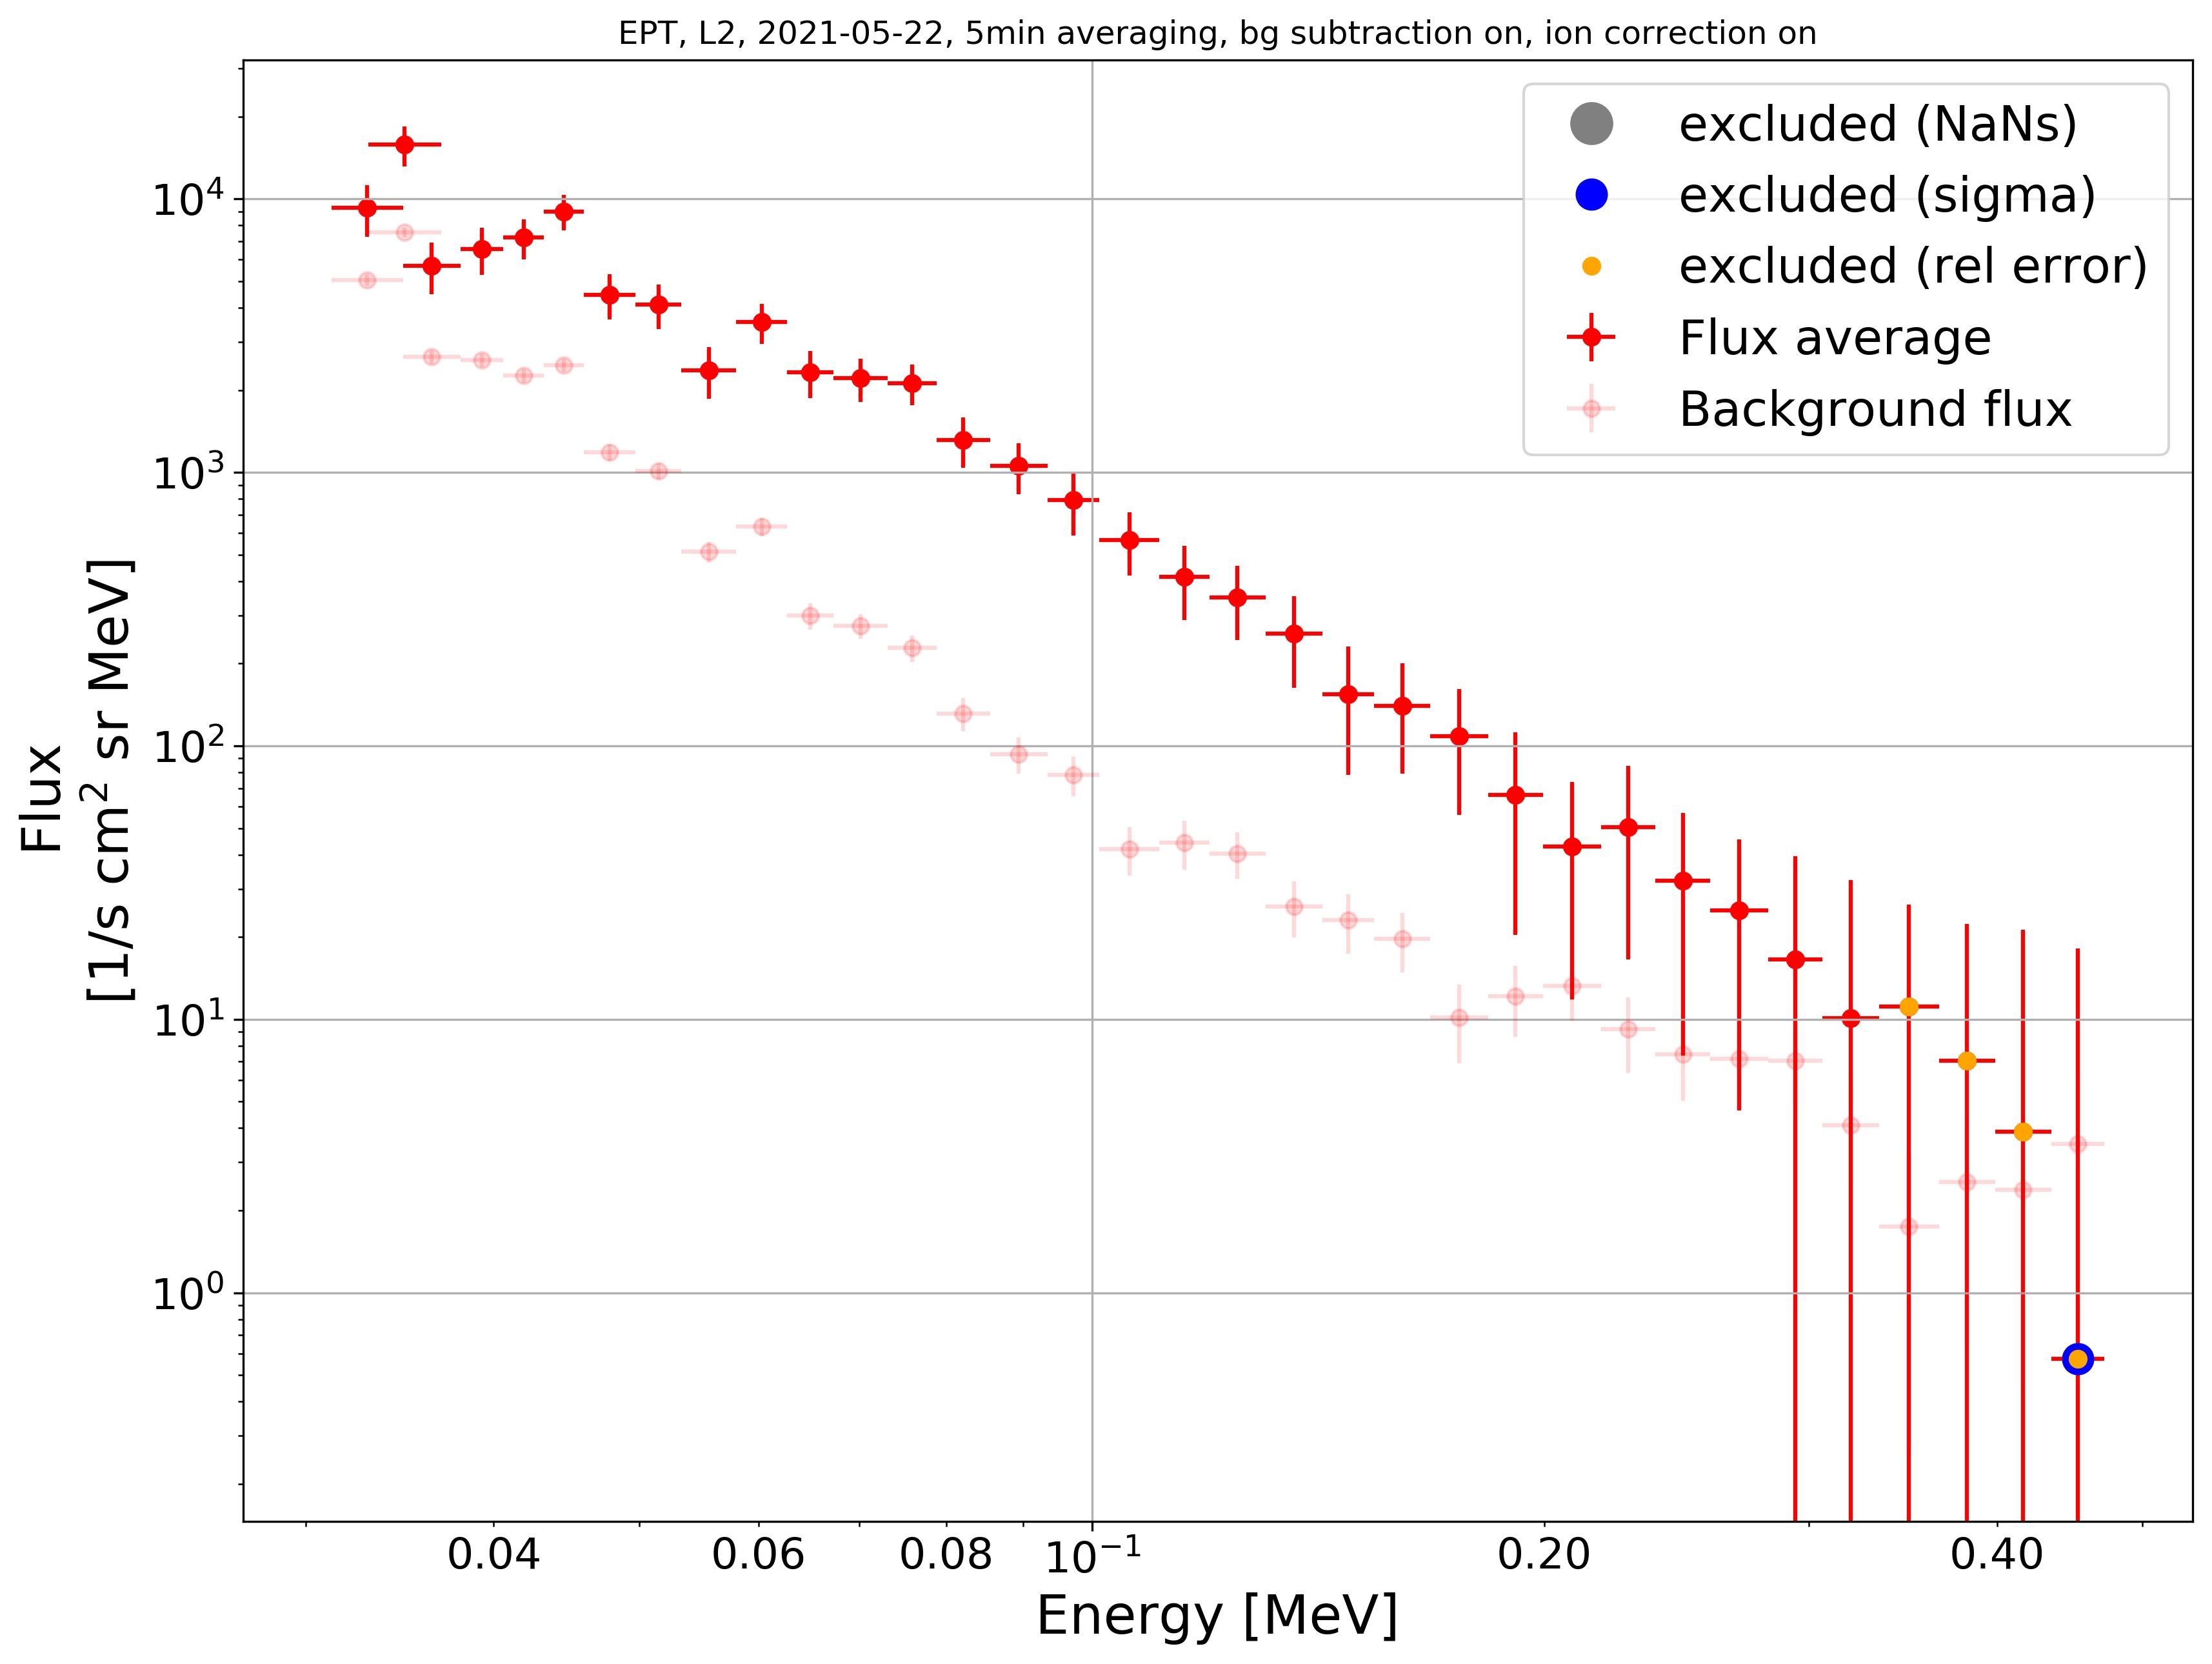 EPT, L2, 2021-05-22, 5min averaging, bg subtraction on, ion correction on
excluded (NaNs)
excluded (sigma)
excluded (rel error)
Flux average
Background flux
Flux
[1/s cm² sr MeV]
10⁴
10³
10²
10¹
10⁰
0.04
0.06
0.08
10⁻¹
0.20
0.40
Energy [MeV]